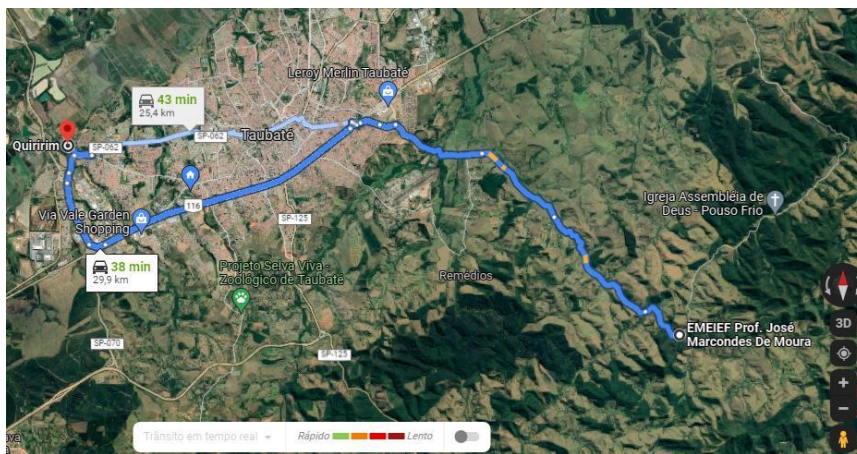 Leroy Merlin Taubaté
43 min
25,4 km
SP-062
SP-062
SP-062
Taubaté
Quiririm
Igreja Assembléia de
Deus - Pouso Frio
116
Via Vale Garden
Shopping
SP-125
38 min
29,9 km
Projeto Selva Viva -
Zoológico de Taubaté
Remédios
EMEIEF Prof. José
Marcondes De Moura
3D
SP-070
SP-125
Trânsito em tempo real
Rápido
Lento